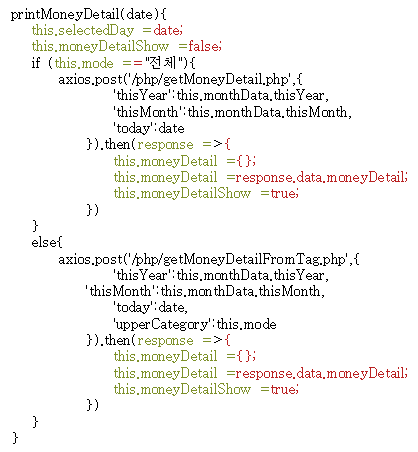 printMoneyDetail(date){
this.selectedDay =date;
this.moneyDetailShow =false;
if (this.mode =="전체"){
axios.post('/php/getMoneyDetail.php',{
'thisYear':this.monthData.thisYear,
'thisMonth':this.monthData.thisMonth,
'today':date
}).then(response =>{
this.moneyDetail ={};
this.moneyDetail =response.data.moneyDetail;
this.moneyDetailShow =true;
})
}
else{
axios.post('/php/getMoneyDetailFromTag.php',{
'thisYear':this.monthData.thisYear,
'thisMonth':this.monthData.thisMonth,
'today':date,
'upperCategory':this.mode
}).then(response =>{
this.moneyDetail ={};
this.moneyDetail =response.data.moneyDetail;
this.moneyDetailShow =true;
})
}
}